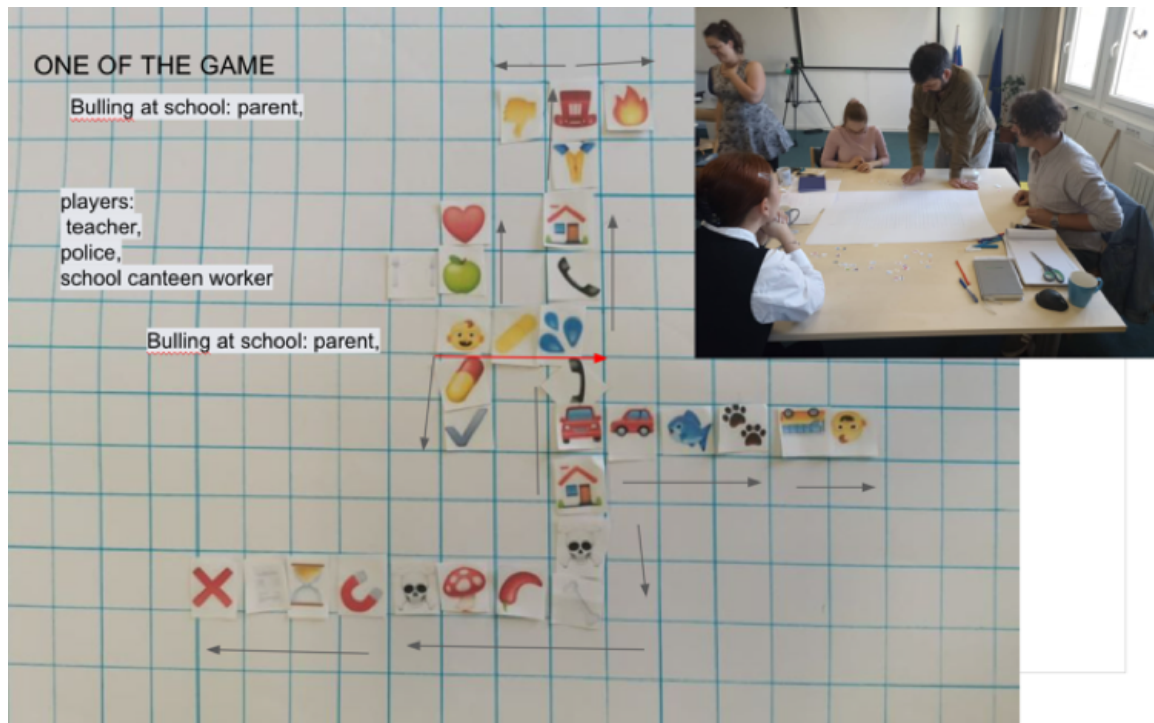 ONE OF THE GAME
Bulling at school: parent,
players:
teacher,
police,
school canteen worker
Bulling at school: parent,